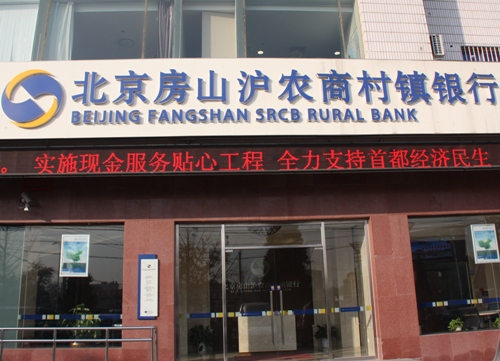 北京房山沪农商村镇银行
BEIJING FANGSHAN SRCB RURAL BANK
。 实施现金服务贴心工程 全力支持首都经济民生